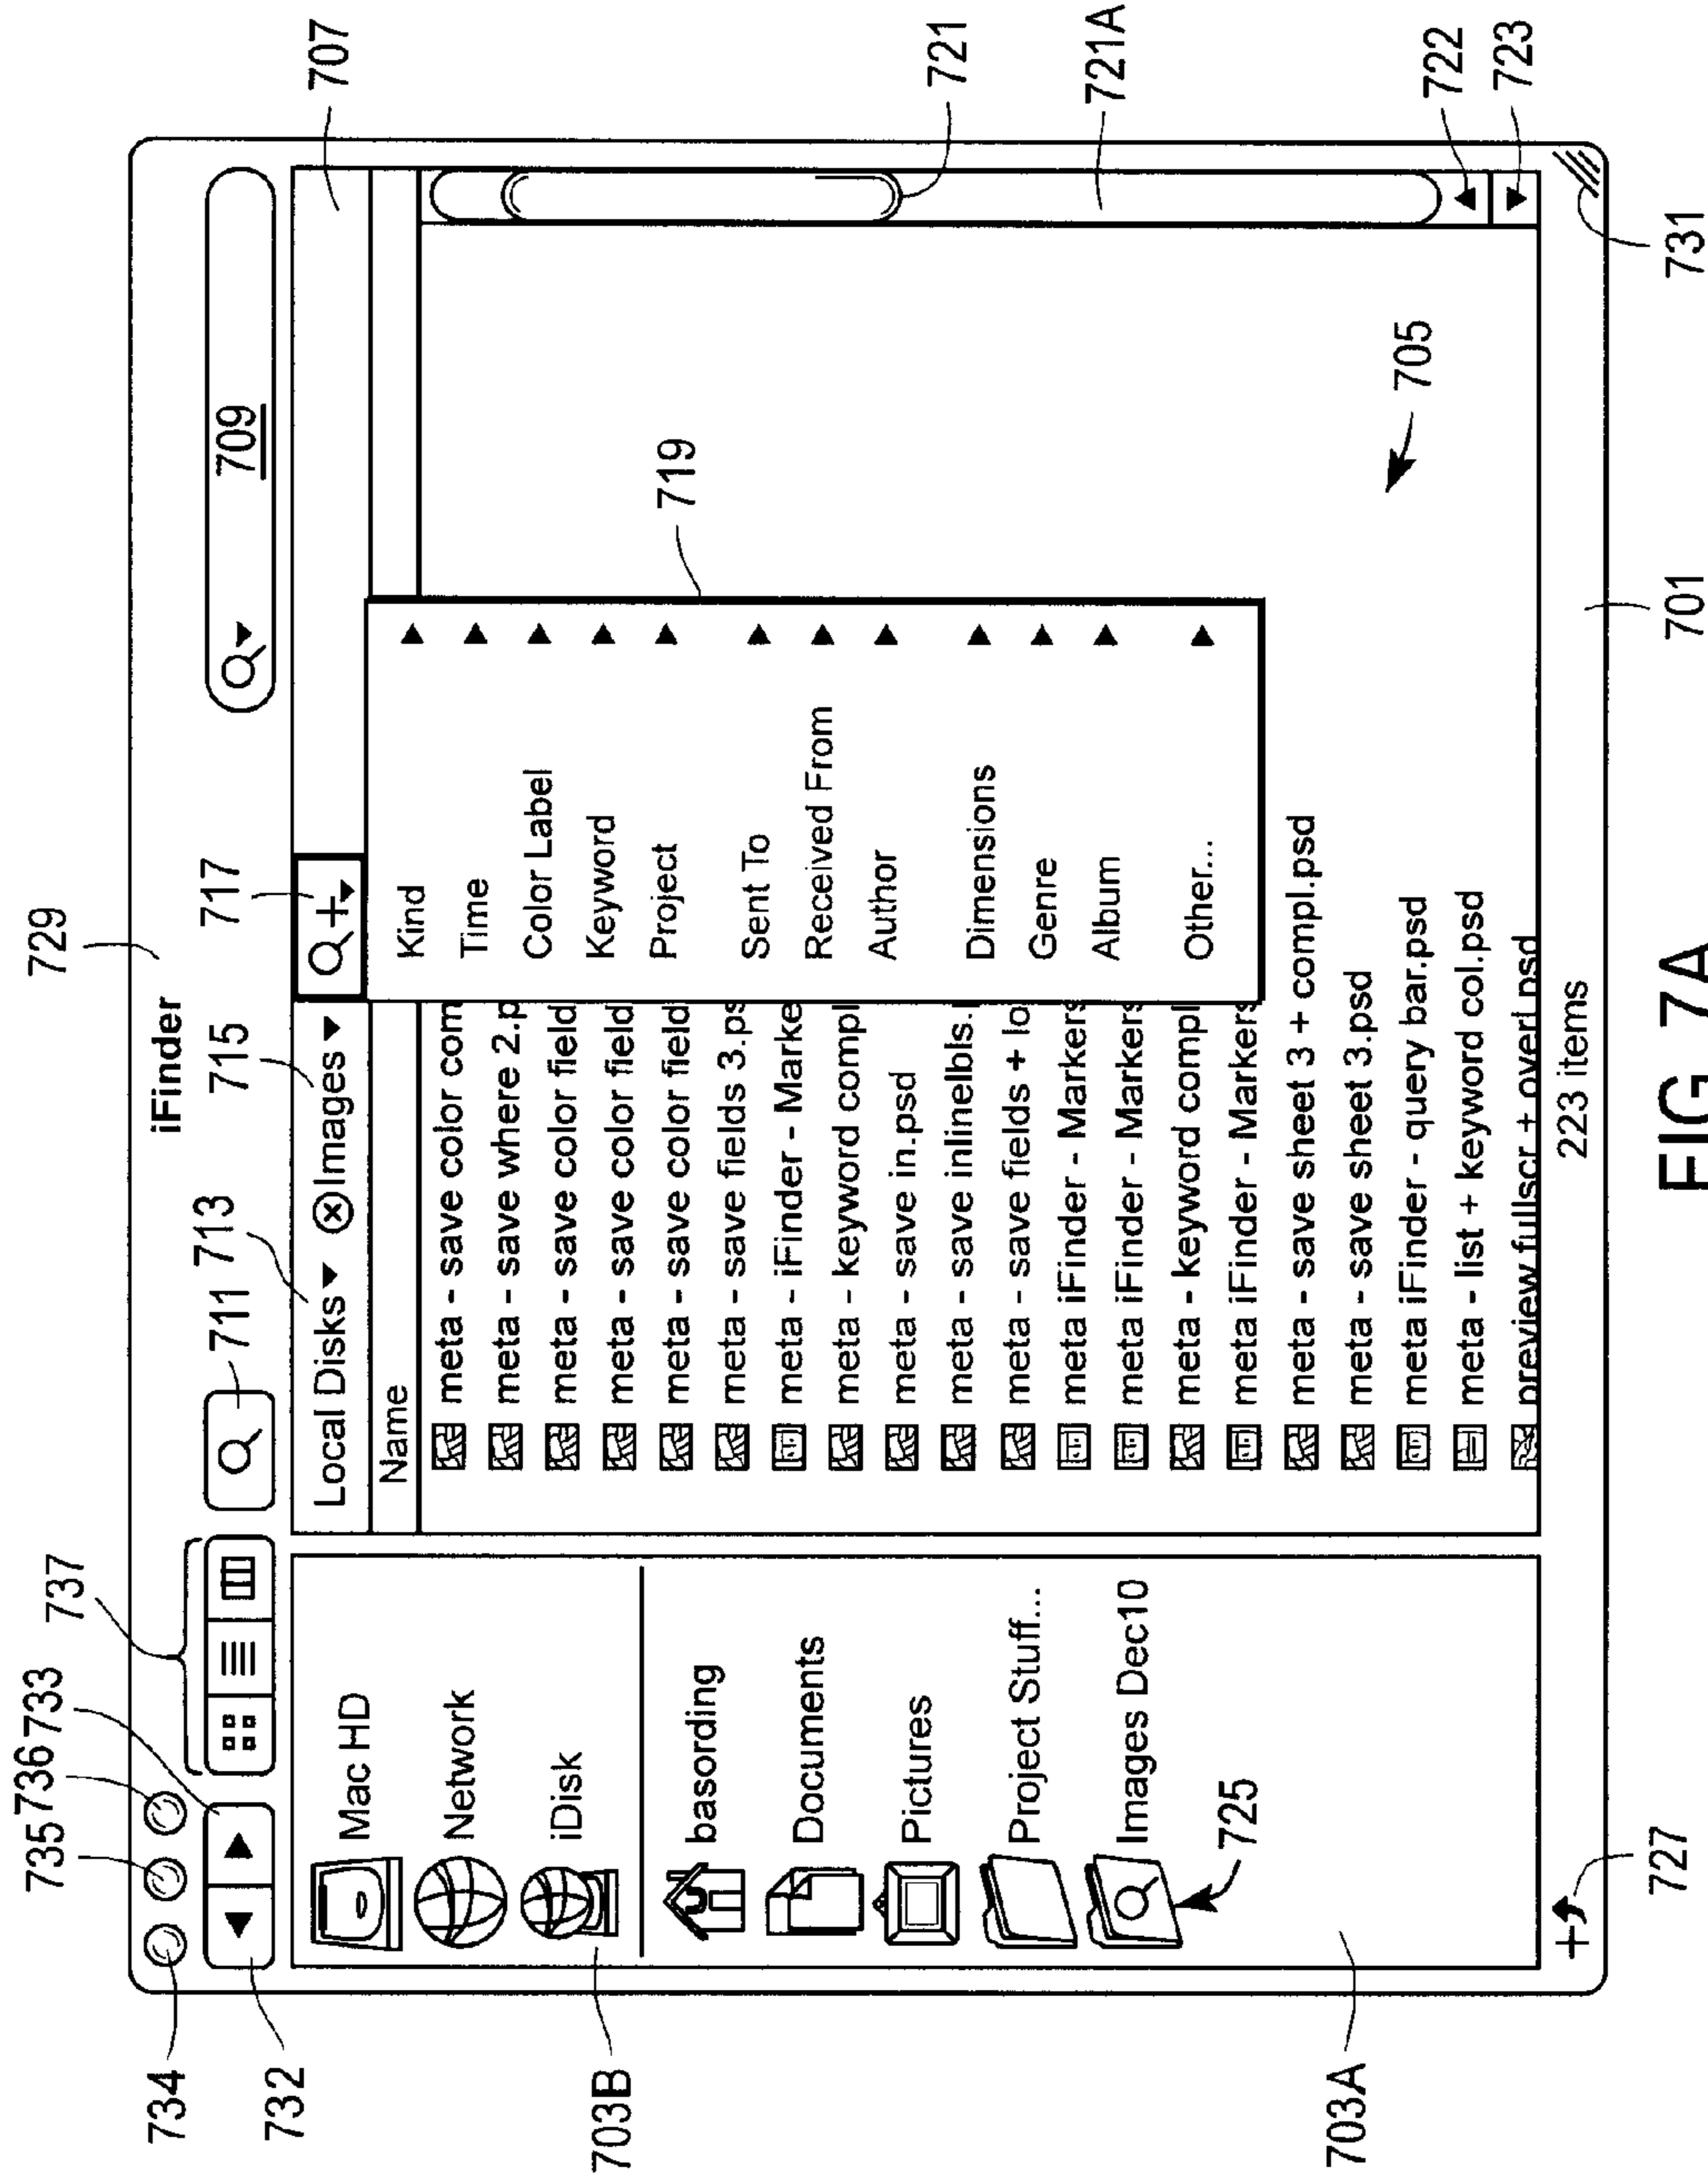 729
iFinder
734
735
736
733
737
732
711
713
715
717
709
707
Local Disks
Images
Name
Mac HD
Network
iDisk
703B
basording
Documents
Pictures
Project Stuff...
Images Dec10
725
703A
727
meta - save color com
meta - save where 2.p
meta - save color field
meta - save color field
meta - save color field
meta - save fields 3.ps
meta - iFinder - Marke
meta - keyword compl
meta - save in.psd
meta - save inlinelbls.
meta - save fields + lo
meta iFinder - Markers
meta iFinder - Markers
meta - keyword compl
meta iFinder - Markers
meta - save sheet 3 + compl.psd
meta - save sheet 3.psd
meta iFinder - query bar.psd
meta - list + keyword col.psd
preview fullscr + overl.psd
Kind
Time
Color Label
Keyword
Project
Sent To
Received From
Author
Dimensions
Genre
Album
Other...
719
705
721
721A
722
723
223 items
701
731
FIG 7A